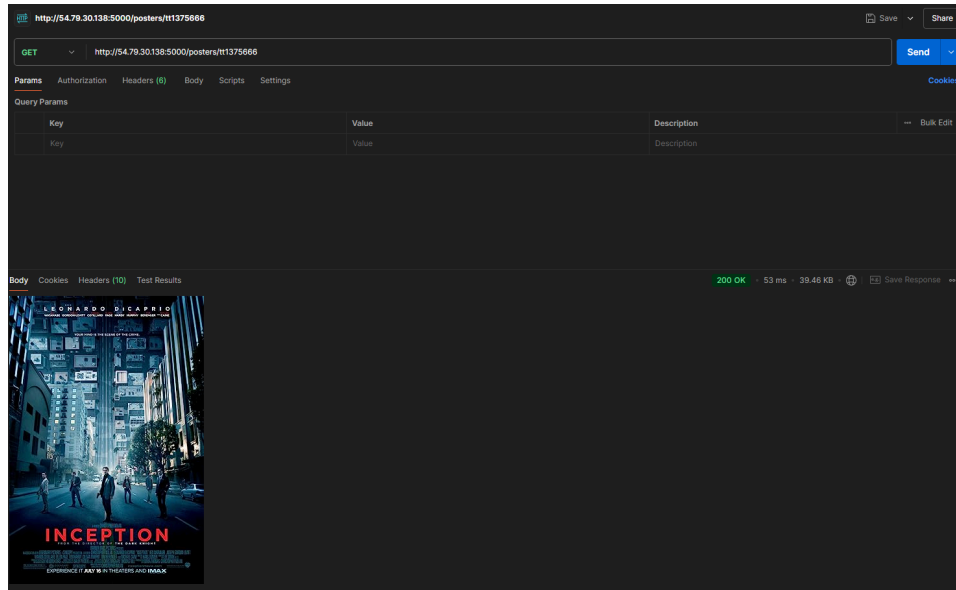 http://54.79.30.138:5000/posters/tt1375666
Save
Share
GET
http://54.79.30.138:5000/posters/tt1375666
Send
Params Authorization Headers (6) Body Scripts Settings
Cookies
Query Params
Key Value Description ••• Bulk Edit
Key Value Description
Body Cookies Headers (10) Test Results
200 OK • 53 ms • 39.46 KB
Save Response •••
LEONARDO DICAPRIO
YOUR MIND IS THE SCENE OF THE CRIME.
INCEPTION
FROM THE DIRECTOR OF THE DARK KNIGHT
EXPERIENCE IT JULY 16 IN THEATERS AND IMAX